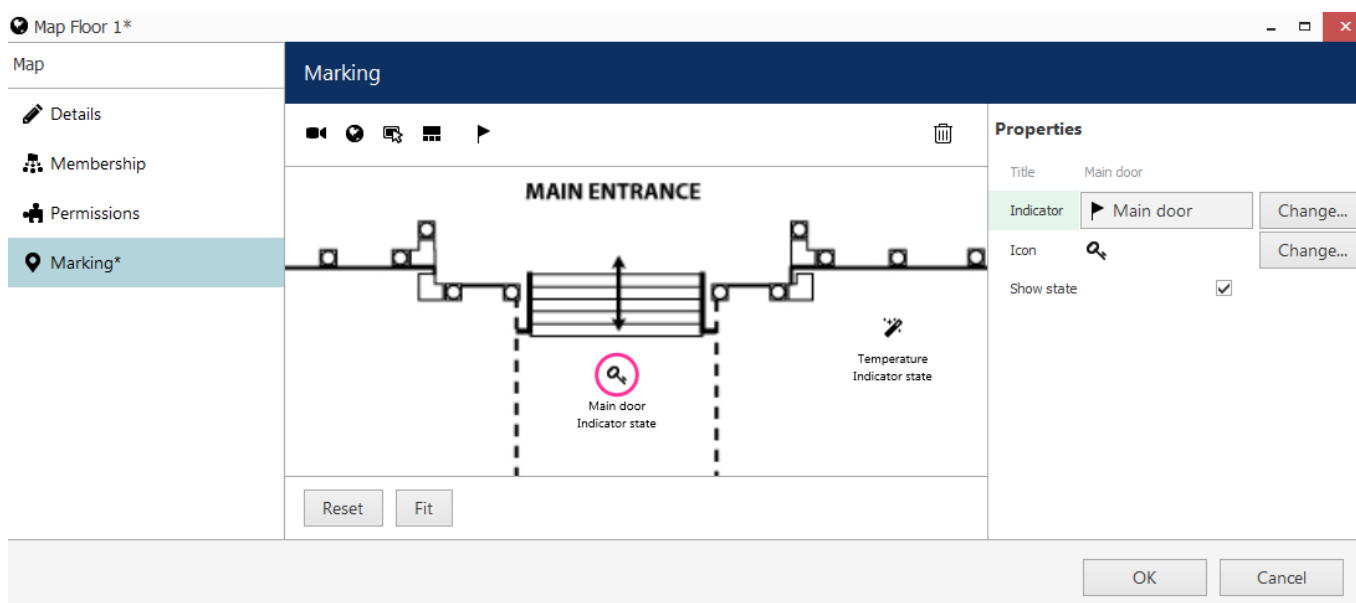 Map Floor 1*
Map
Marking
Details
Membership
Permissions
Marking*
MAIN ENTRANCE
Main door
Indicator state
Temperature
Indicator state
Reset Fit
Properties
Title Main door
Indicator Main door Change...
Icon Change...
Show state
OK Cancel